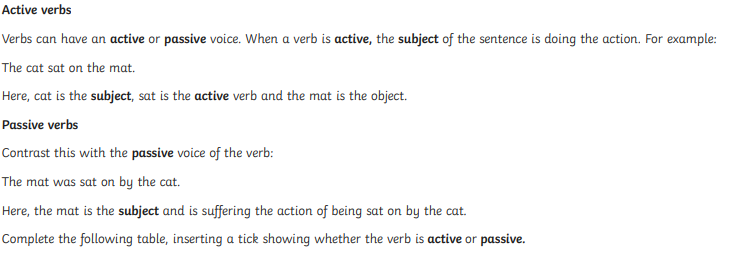 Active verbs
Verbs can have an active or passive voice. When a verb is active, the subject of the sentence is doing the action. For example:
The cat sat on the mat.
Here, cat is the subject, sat is the active verb and the mat is the object.
Passive verbs
Contrast this with the passive voice of the verb:
The mat was sat on by the cat.
Here, the mat is the subject and is suffering the action of being sat on by the cat.
Complete the following table, inserting a tick showing whether the verb is active or passive.